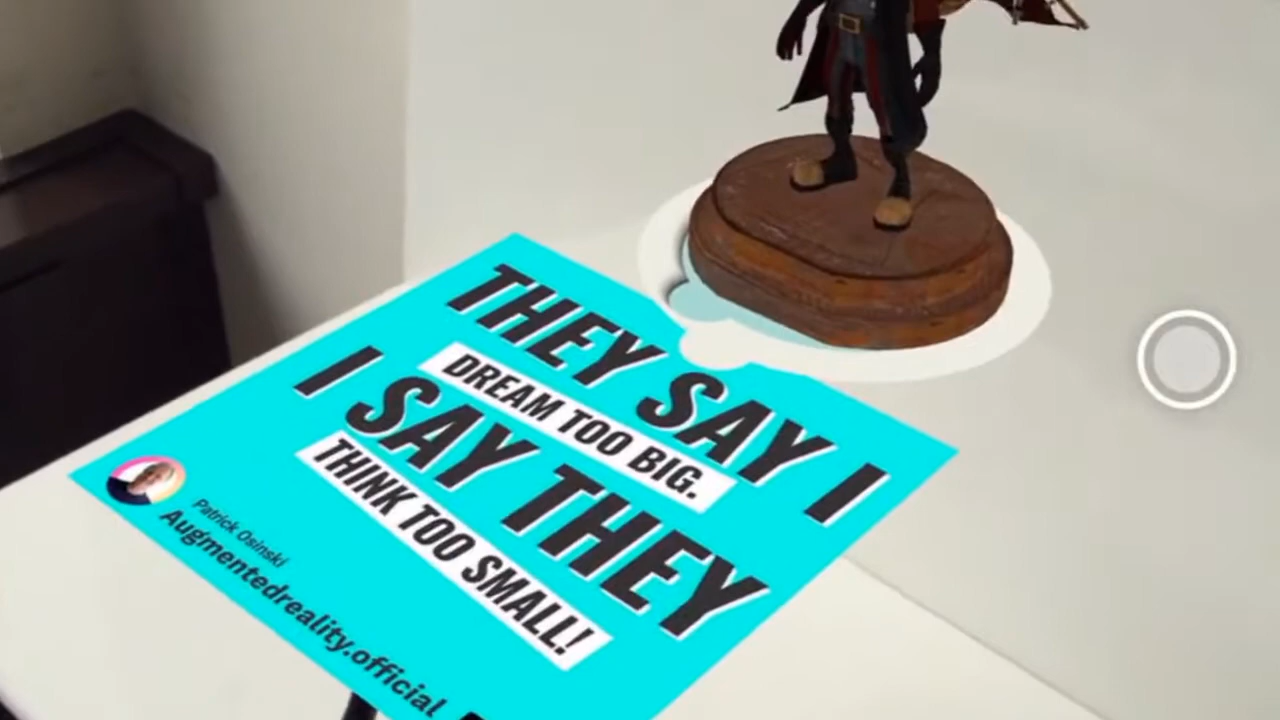 THEY SAY I
DREAM TOO BIG.
I SAY THEY
THINK TOO SMALL!
Patrick Osinski
Augmentedreality.official